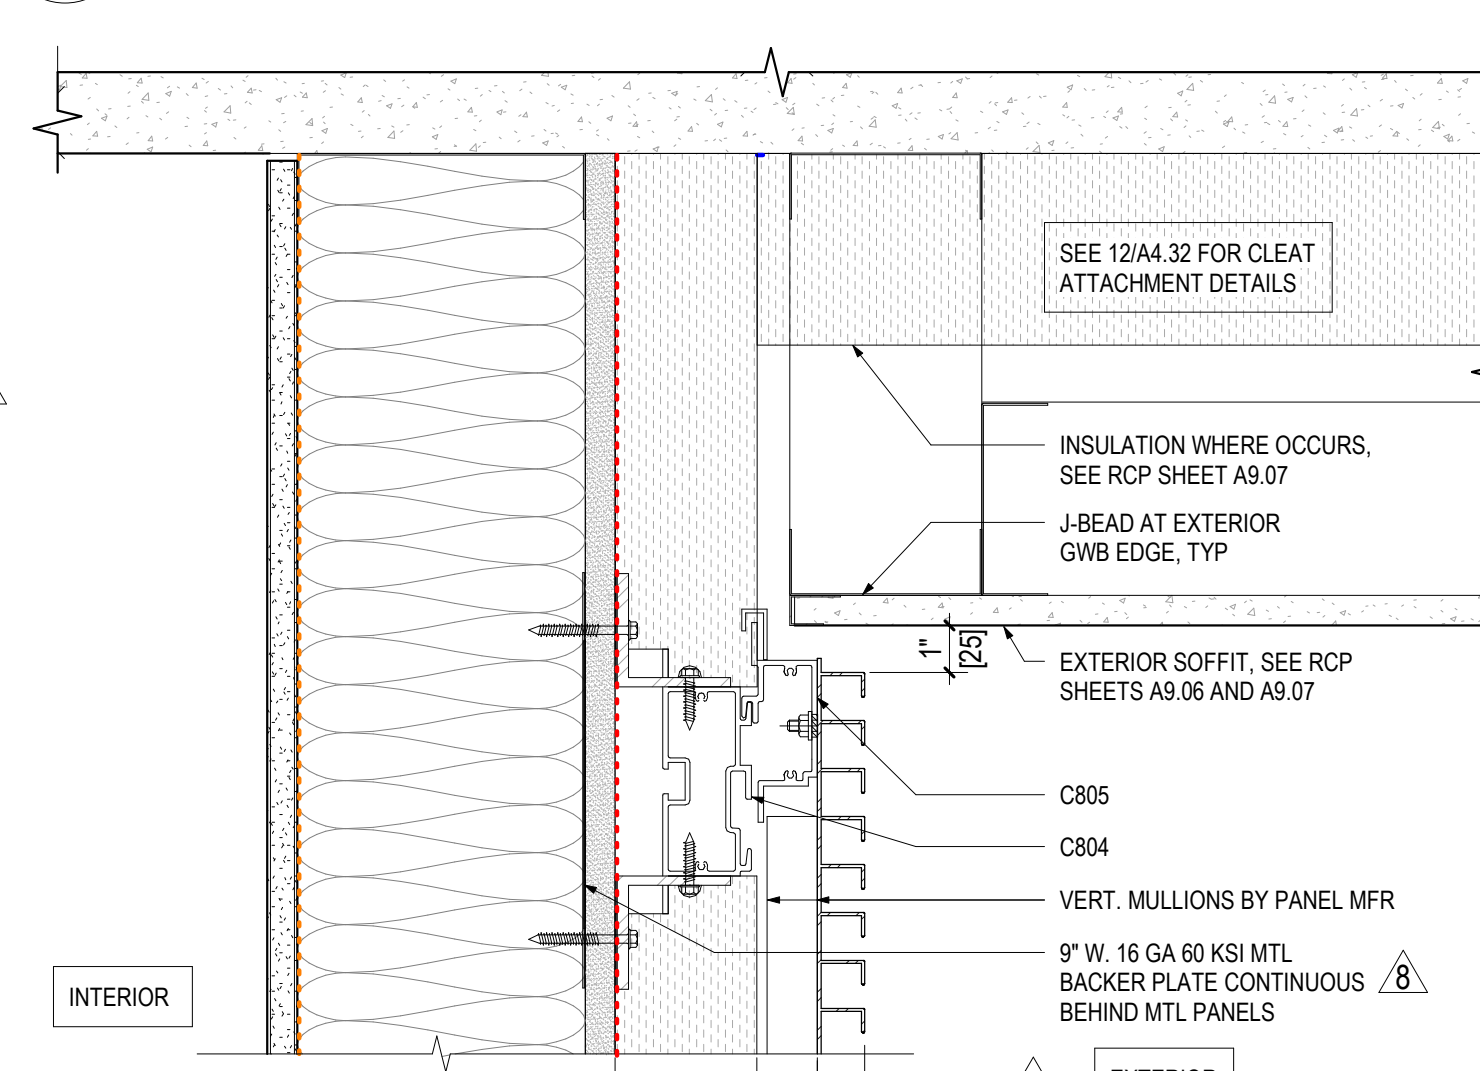 SEE 12/A4.32 FOR CLEAT
ATTACHMENT DETAILS
INSULATION WHERE OCCURS,
SEE RCP SHEET A9.07
J-BEAD AT EXTERIOR
GWB EDGE, TYP
1"
[25]
EXTERIOR SOFFIT, SEE RCP
SHEETS A9.06 AND A9.07
C805
C804
VERT. MULLIONS BY PANEL MFR
9" W. 16 GA 60 KSI MTL
BACKER PLATE CONTINUOUS
BEHIND MTL PANELS
8
INTERIOR
EXTERIOR